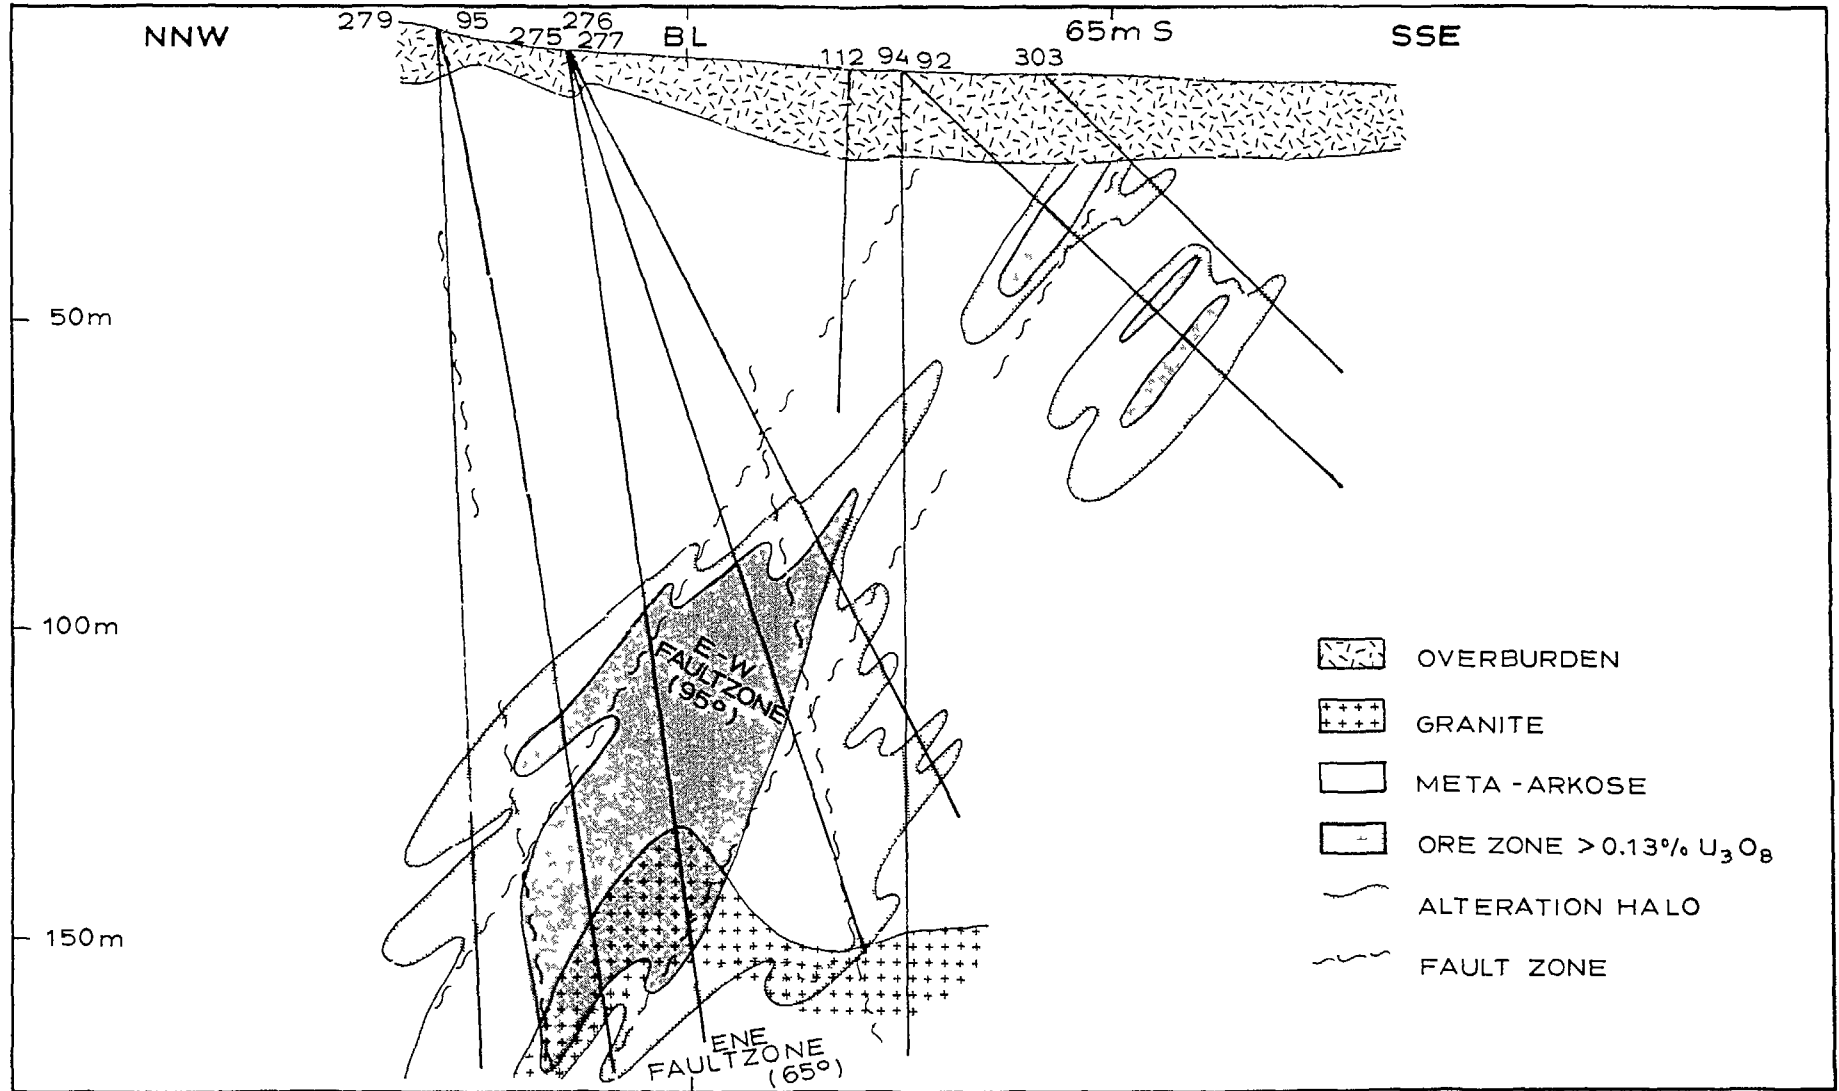 NNW
279
95
276
275
277
BL
112
94
92
303
65m S
SSE
50m
100m
150m
E-W
FAULTZONE
(95°)
ENE
FAULTZONE
(65°)
OVERBURDEN
GRANITE
META-ARKOSE
ORE ZONE > 0.13% U₃O₈
ALTERATION HALO
FAULT ZONE